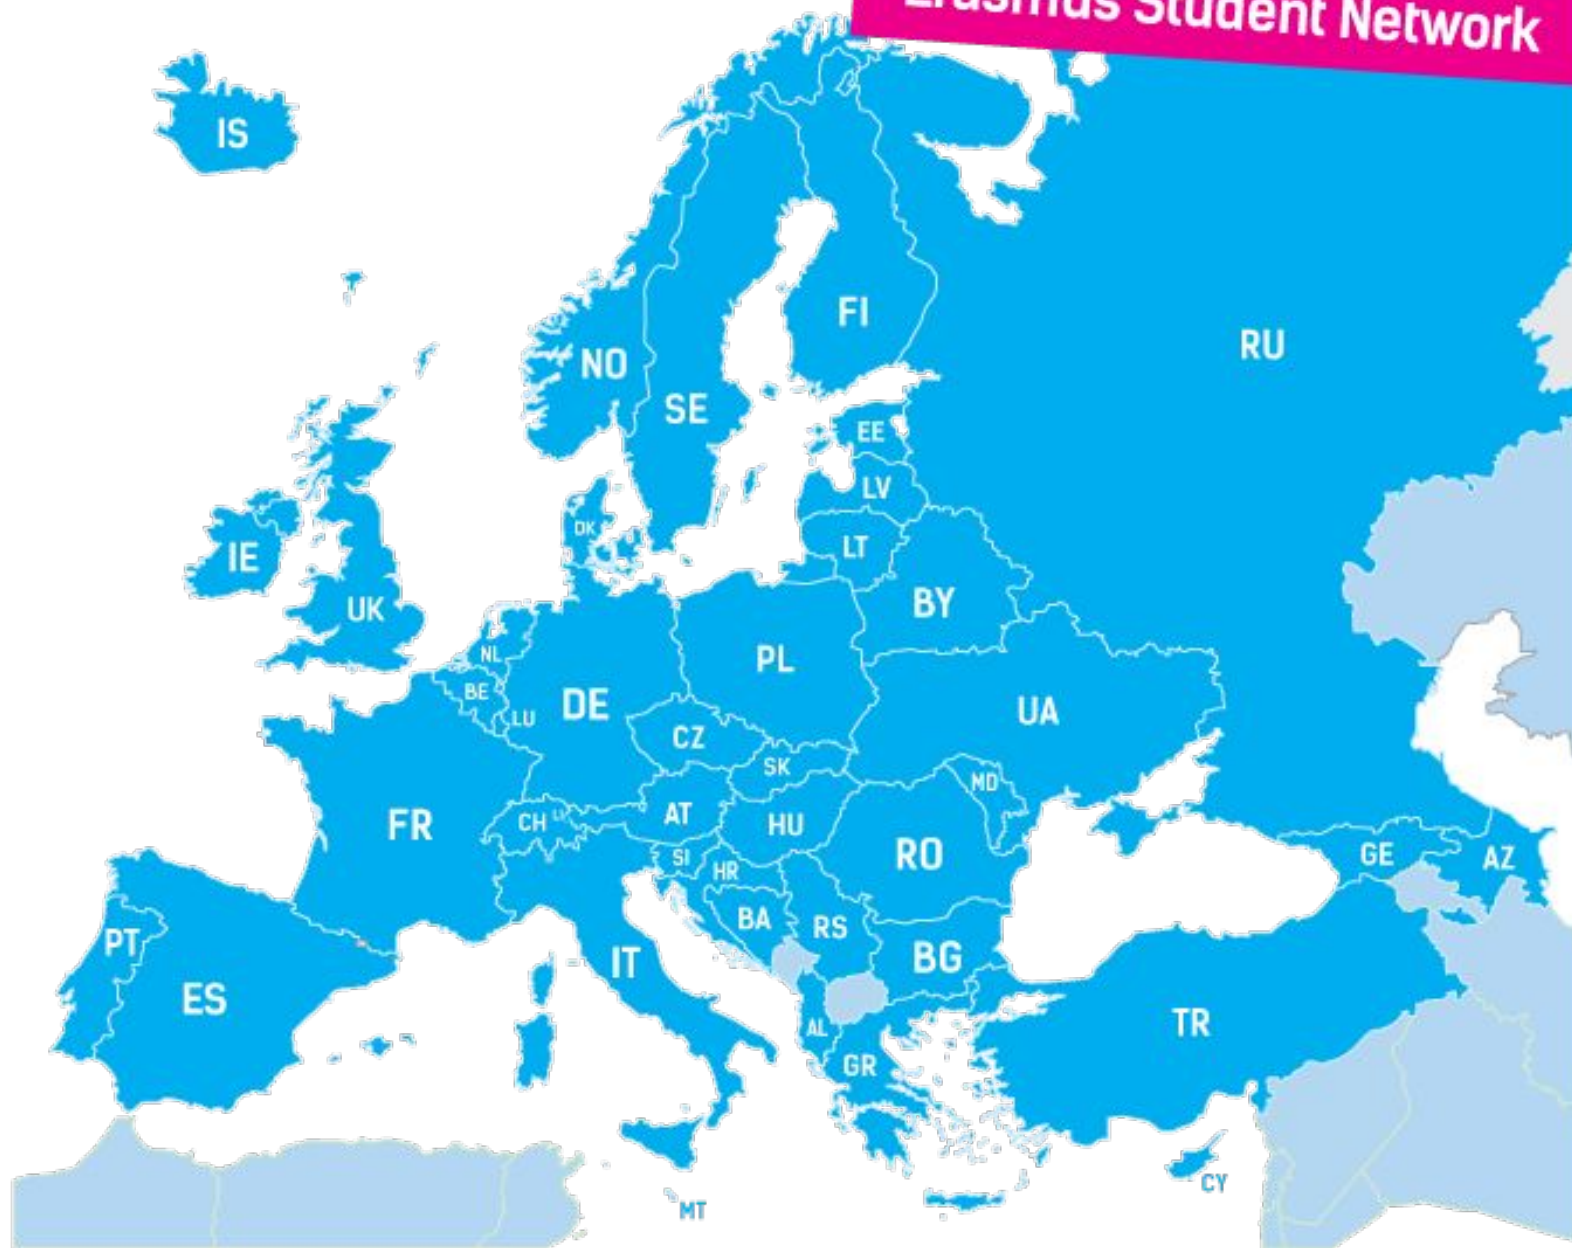 Erasmus Student Network
IS
FI
RU
NO
SE
EE
LV
DK
LT
IE
BY
UK
NL
PL
BE
DE
LU
UA
CZ
SK
MD
AT
CH
LI
HU
FR
RO
GE
AZ
SI
HR
BA
RS
PT
BG
IT
ES
TR
AL
GR
CY
MT